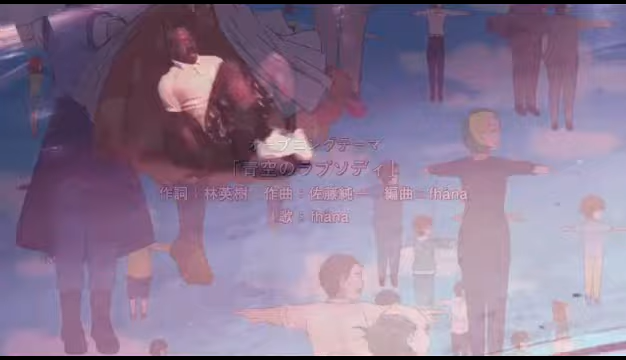 オープニングテーマ
「青空のラプソディ」
作詞：林英樹　作曲：佐藤純一　編曲：fhána
歌：fhána